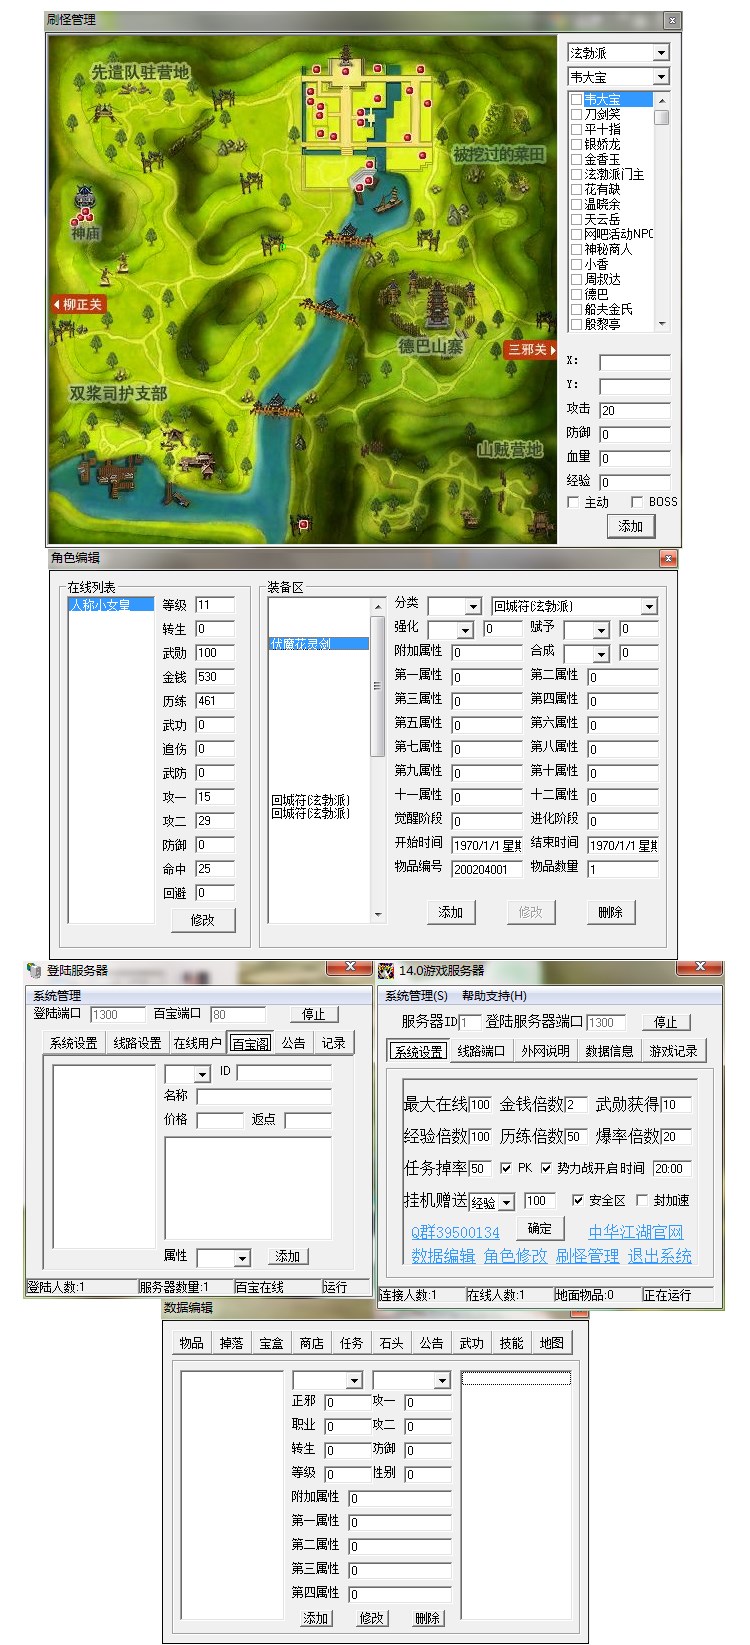 刷怪管理
先遣队驻营地
被挖过的菜田
神庙
柳正关
德巴山寨
三邪关
双桨司护支部
山贼营地
泫勃派
韦大宝
韦大宝
刀剑笑
平十指
银娇龙
金香玉
泫渤派门主
花有缺
温晓余
天云岳
网吧活动NPC
神秘商人
小香
周叔达
德巴
船夫金氏
殷黎亭
X:
Y:
攻击 20
防御 0
血量 0
经验 0
主动 BOSS
添加
角色编辑
在线列表
人称小女皇
等级 11
转生 0
武勋 100
金钱 530
历练 461
武功 0
追伤 0
武防 0
攻一 15
攻二 29
防御 0
命中 25
回避 0
修改
装备区
伏魔花灵剑
回城符(泫勃派)
回城符(泫勃派)
分类 回城符(泫勃派)
强化 0 赋予 0
附加属性 0 合成 0
第一属性 0 第二属性 0
第三属性 0 第四属性 0
第五属性 0 第六属性 0
第七属性 0 第八属性 0
第九属性 0 第十属性 0
十一属性 0 十二属性 0
觉醒阶段 0 进化阶段 0
开始时间 1970/1/1 星期 结束时间 1970/1/1 星期
物品编号 200204001 物品数量 1
添加 修改 删除
登陆服务器
系统管理
登陆端口 1300 百宝端口 80 停止
系统设置 线路设置 在线用户 百宝阁 公告 记录
ID
名称
价格 返点
属性 添加
登陆人数:1 服务器数量:1 百宝在线 运行
14.0游戏服务器
系统管理(S) 帮助支持(H)
服务器ID 1 登陆服务器端口 1300 停止
系统设置 线路端口 外网说明 数据信息 游戏记录
最大在线 100 金钱倍数 2 武勋获得 10
经验倍数 100 历练倍数 50 爆率倍数 20
任务掉率 50 PK 势力战开启 时间 20:00
挂机赠送 经验 100 安全区 封加速
Q群39500134 确定 中华江湖官网
数据编辑 角色修改 刷怪管理 退出系统
连接人数:1 在线人数:1 地面物品:0 正在运行
数据编辑
物品 掉落 宝盒 商店 任务 石头 公告 武功 技能 地图
正邪 0 攻一 0
职业 0 攻二 0
转生 0 防御 0
等级 0 性别 0
附加属性 0
第一属性 0
第二属性 0
第三属性 0
第四属性 0
添加 修改 删除